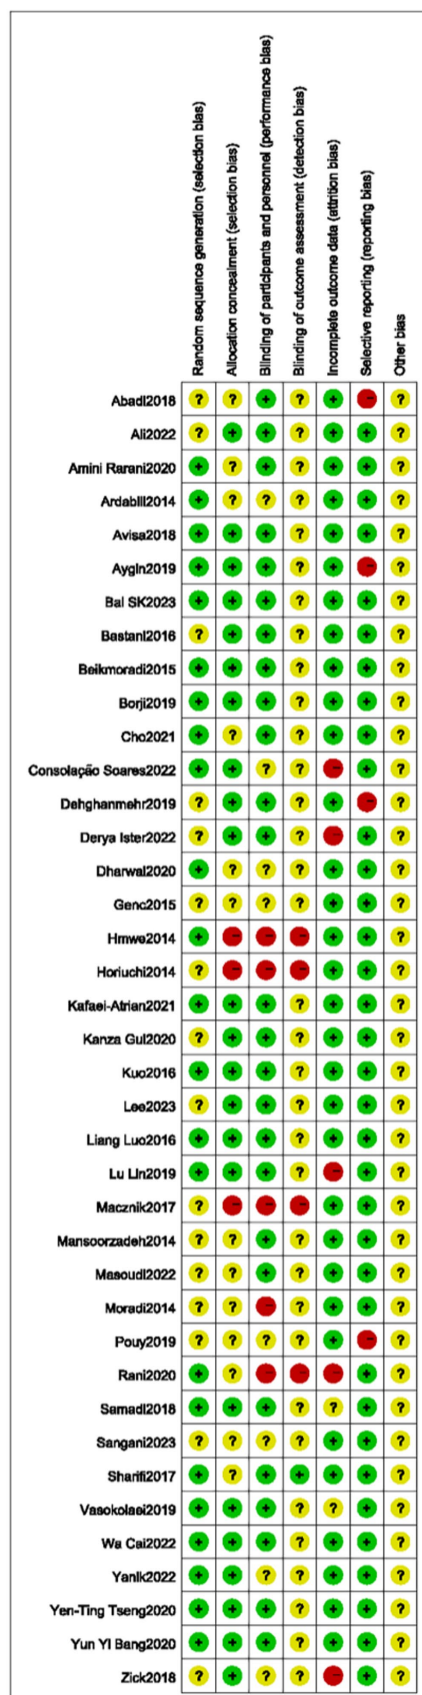 Random sequence generation (selection bias)
Allocation concealment (selection bias)
Blinding of participants and personnel (performance bias)
Blinding of outcome assessment (detection bias)
Incomplete outcome data (attrition bias)
Selective reporting (reporting bias)
Other bias
Abadi2018 ? ? + ? + - ?
Ali2022 ? + + ? + + ?
Amini Rarani2020 + ? + ? + + ?
Ardabili2014 + ? ? ? + + ?
Avisa2018 + + + ? + + ?
Aygin2019 + + + ? + - ?
Bal SK2023 + + + ? + + ?
Bastani2016 ? + + ? + + ?
Beikmoradi2015 + + + ? + + ?
Borji2019 + + + ? + + ?
Cho2021 + ? + ? + + ?
Consolação Soares2022 + + ? ? - + ?
Dehghanmehr2019 ? + + ? + - ?
Derya Ister2022 ? + + ? - + ?
Dharwal2020 + ? ? ? + + ?
Genc2015 ? ? ? ? + + ?
Hmwe2014 + - - - + + ?
Horiuchi2014 ? - - - + + ?
Kafaei-Atrian2021 + + + ? + + ?
Kanza Gul2020 ? + + ? + + ?
Kuo2016 + + + ? + + ?
Lee2023 ? + + ? + + ?
Liang Luo2016 + + + ? + + ?
Lu Lin2019 + + + ? - + ?
Macznik2017 ? - - - + + ?
Mansoorzadeh2014 ? ? + ? + + ?
Masoudi2022 ? ? + ? + + ?
Moradi2014 ? ? - ? + + ?
Pouy2019 ? ? ? ? + - ?
Rani2020 + ? - - - + ?
Samadi2018 + + + ? ? + ?
Sangani2023 ? ? ? ? + + ?
Sharifi2017 + ? + + + + ?
Vasokolaei2019 + + + ? ? + ?
Wa Cai2022 + + + ? + + ?
Yanik2022 + + ? ? + + ?
Yen-Ting Tseng2020 + + + ? + + ?
Yun Yi Bang2020 + + + ? + + ?
Zick2018 ? + ? ? - + ?